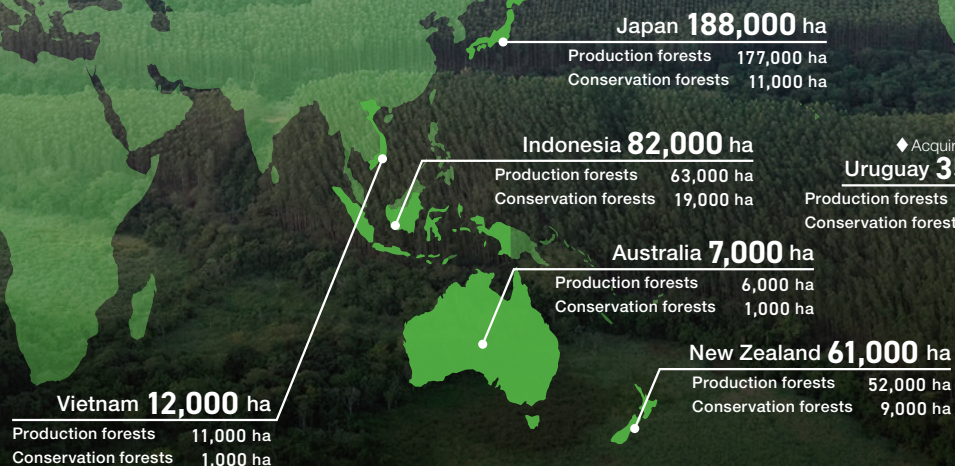 Japan 188,000 ha
Production forests 177,000 ha
Conservation forests 11,000 ha
Indonesia 82,000 ha
Production forests 63,000 ha
Conservation forests 19,000 ha
Uruguay
Production forests
Conservation
Australia 7,000 ha
Production forests 6,000 ha
Conservation forests 1,000 ha
New Zealand 61,000 ha
Production forests 52,000 ha
Conservation forests 9,000 ha
Vietnam 12,000 ha
Production forests 11,000 ha
Conservation forests 1,000 ha